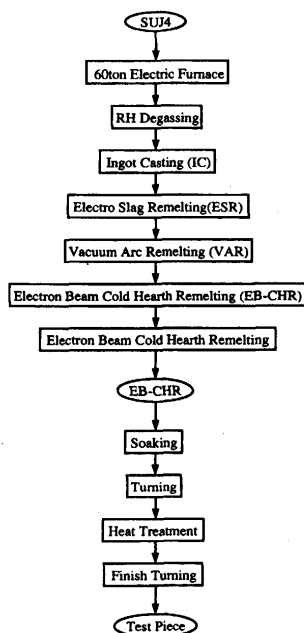 SUJ4
60ton Electric Furnace
RH Degassing
Ingot Casting (IC)
Electro Slag Remelting(ESR)
Vacuum Arc Remelting (VAR)
Electron Beam Cold Hearth Remelting (EB-CHR)
Electron Beam Cold Hearth Remelting
EB-CHR
Soaking
Turning
Heat Treatment
Finish Turning
Test Piece